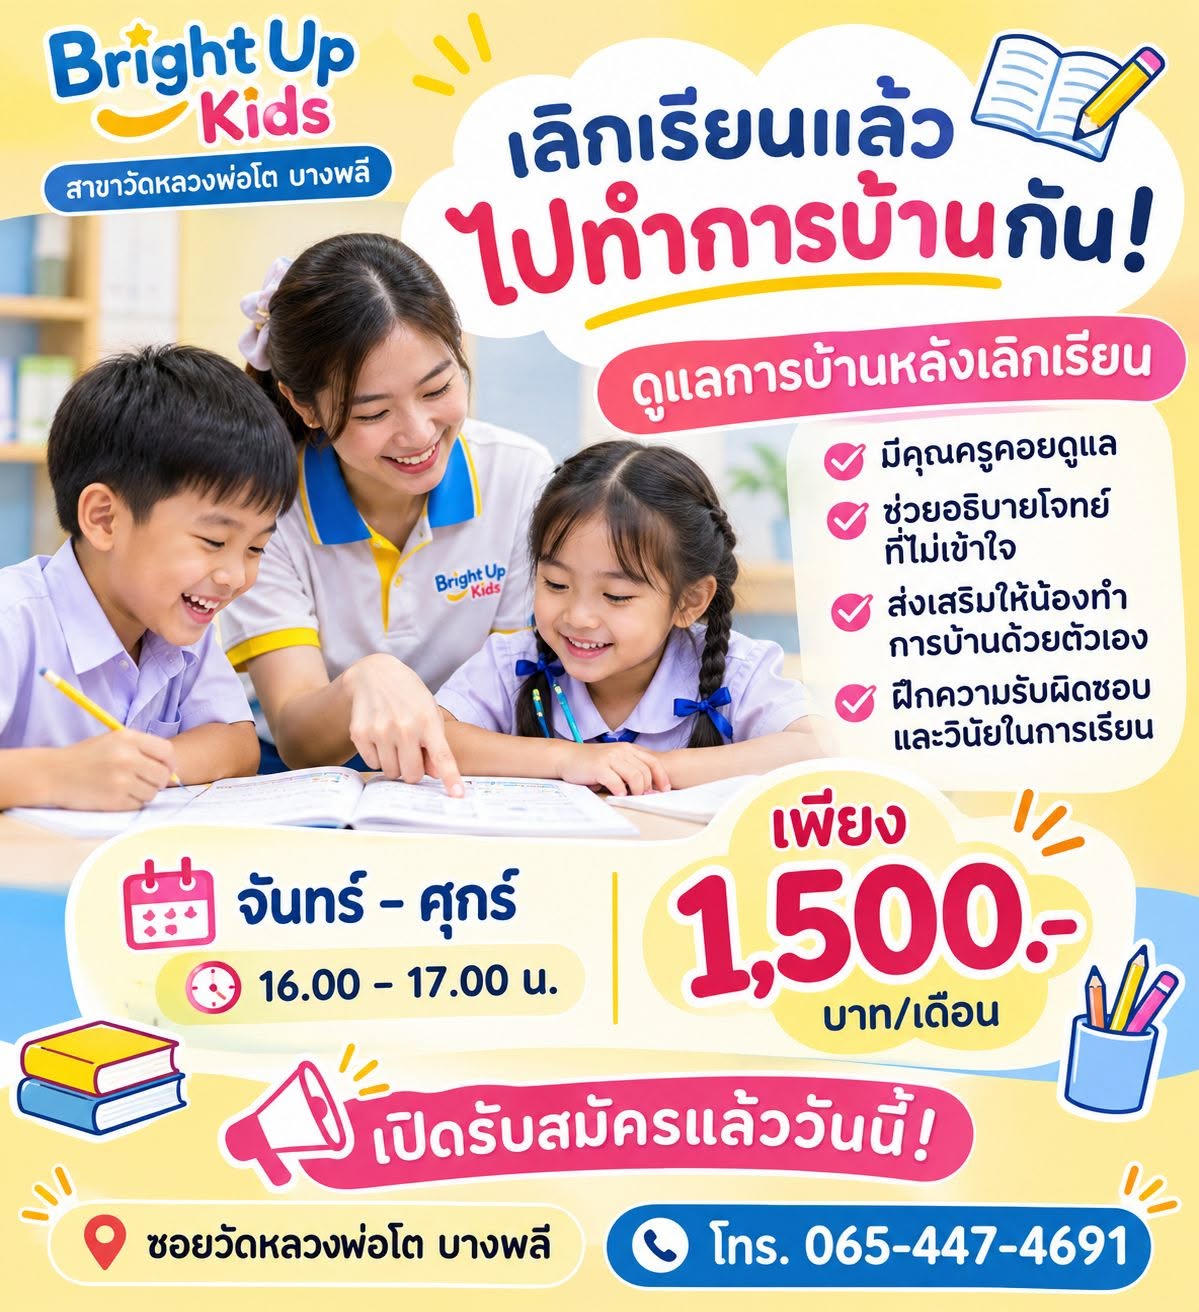 Bright Up
Kids
สาขาวัดหลวงพ่อโต บางพลี
เลิกเรียนแล้ว
ไปทำการบ้านกัน!
ดูแลการบ้านหลังเลิกเรียน
มีคุณครูคอยดูแล
ช่วยอธิบายโจทย์
ที่ไม่เข้าใจ
ส่งเสริมให้น้องทำ
การบ้านด้วยตัวเอง
ฝึกความรับผิดชอบ
และวินัยในการเรียน
Bright Up
Kids
จันทร์ - ศุกร์
16.00 - 17.00 น.
เพียง
1,500.-
บาท/เดือน
เปิดรับสมัครแล้ววันนี้!
ซอยวัดหลวงพ่อโต บางพลี
โทร. 065-447-4691